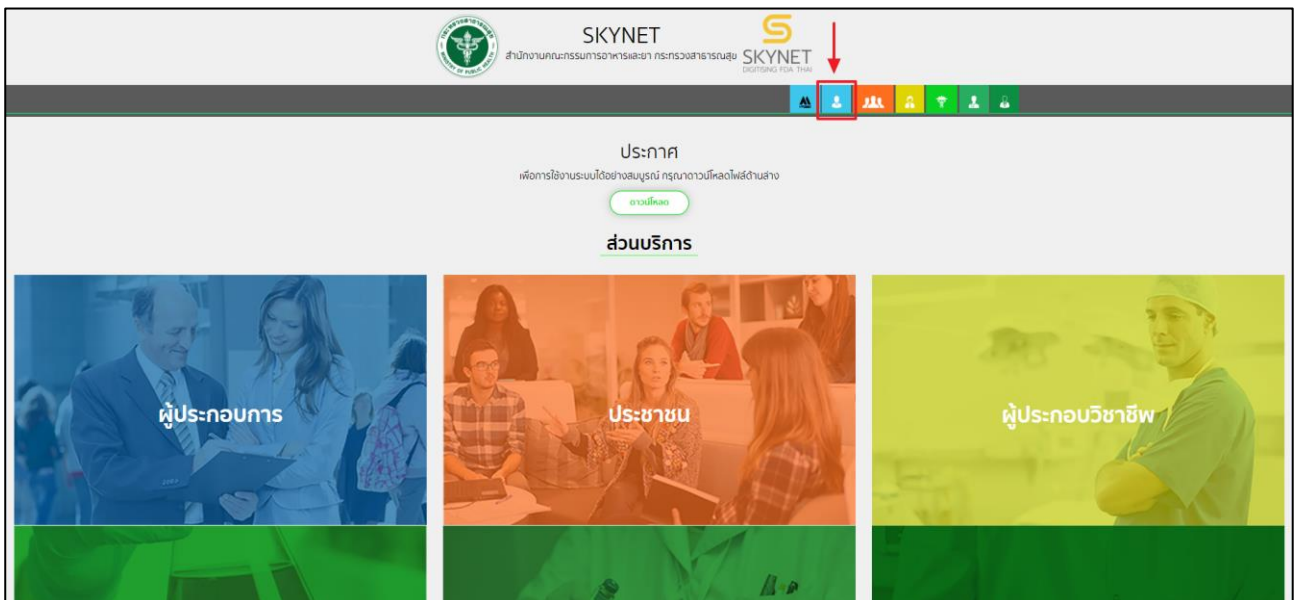 SKYNET
สำนักงานคณะกรรมการอาหารและยา กระทรวงสาธารณสุข
SKYNET
DIGITISING FDA THAI
ประกาศ
เพื่อการใช้งานระบบได้อย่างสมบูรณ์ กรุณาดาวน์โหลดไฟล์ด้านล่าง
ดาวน์โหลด
ส่วนบริการ
ผู้ประกอบการ
ประชาชน
ผู้ประกอบวิชาชีพ